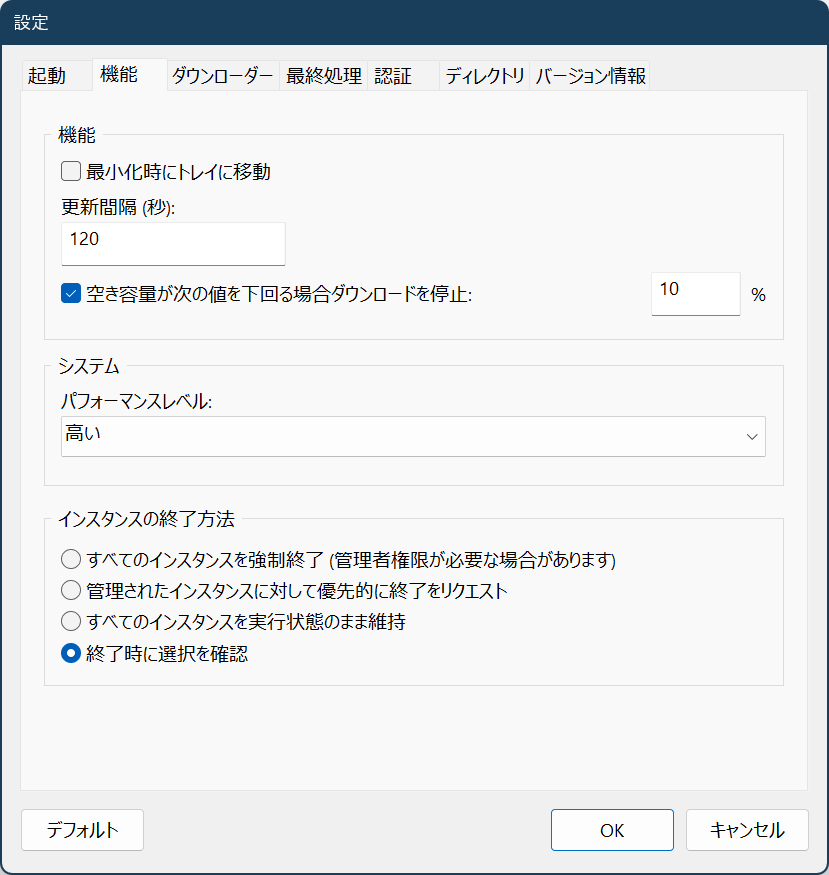 設定
起動 機能 ダウンローダー 最終処理 認証 ディレクトリ バージョン情報
機能
最小化時にトレイに移動
更新間隔 (秒):
120
空き容量が次の値を下回る場合ダウンロードを停止: 10 %
システム
パフォーマンスレベル:
高い
インスタンスの終了方法
すべてのインスタンスを強制終了 (管理者権限が必要な場合があります)
管理されたインスタンスに対して優先的に終了をリクエスト
すべてのインスタンスを実行状態のまま維持
終了時に選択を確認
デフォルト OK キャンセル